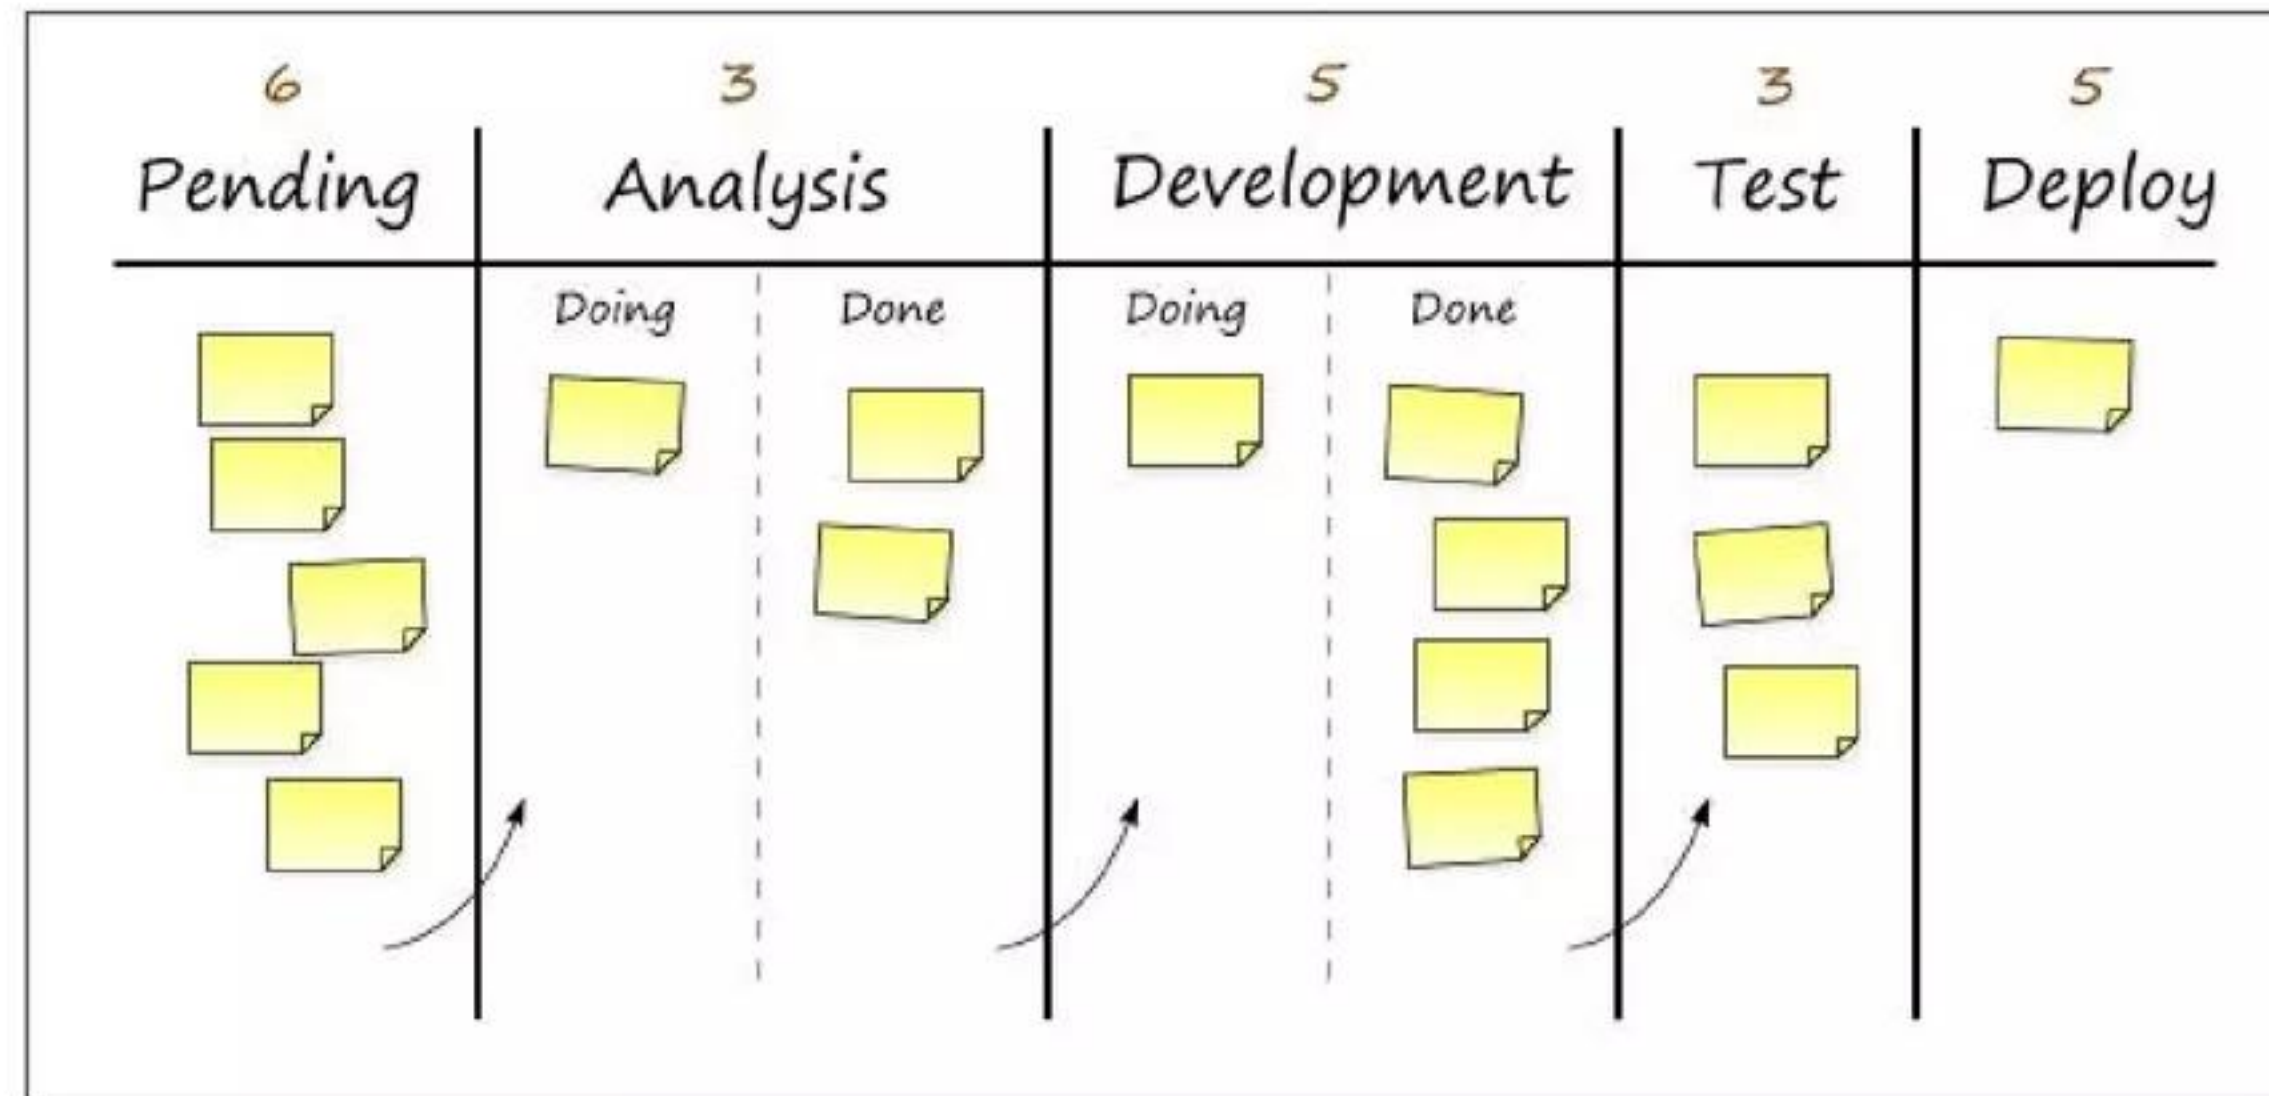 6 3 5 3 5
Pending Analysis Development Test Deploy
Doing Done Doing Done